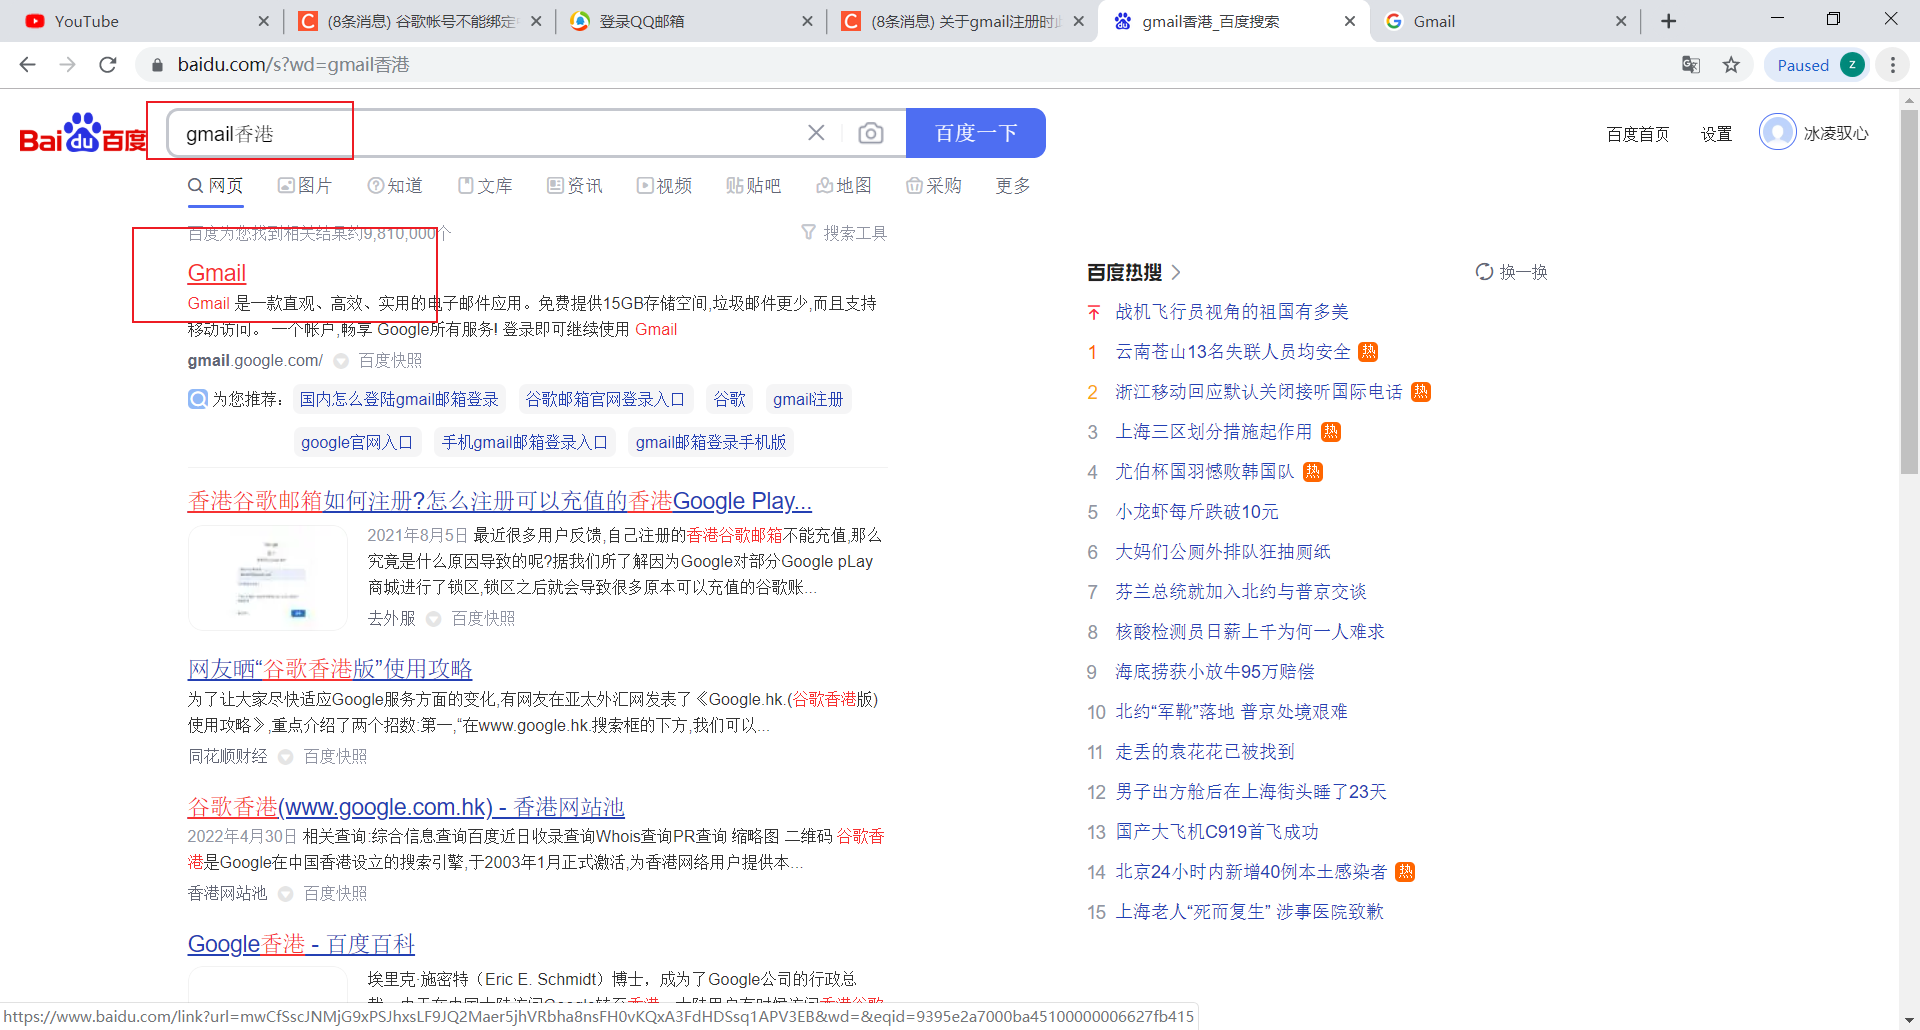 YouTube
(8条消息) 谷歌帐号不能绑定
登录QQ邮箱
(8条消息) 关于gmail注册时
gmail香港_百度搜索
Gmail
baidu.com/s?wd=gmail香港
Paused
z
Bai du 百度
gmail香港
百度一下
百度首页
设置
冰凌驭心
网页
图片
知道
文库
资讯
视频
贴吧
地图
采购
更多
百度为您找到相关结果约9,810,000个
搜索工具
Gmail
Gmail 是一款直观、高效、实用的电子邮件应用。免费提供15GB存储空间,垃圾邮件更少,而且支持
移动访问。 一个帐户,畅享 Google所有服务! 登录即可继续使用 Gmail
gmail.google.com/ 百度快照
为您推荐: 国内怎么登陆gmail邮箱登录 谷歌邮箱官网登录入口 谷歌 gmail注册
google官网入口 手机gmail邮箱登录入口 gmail邮箱登录手机版
香港谷歌邮箱如何注册?怎么注册可以充值的香港Google Play...
2021年8月5日 最近很多用户反馈,自己注册的香港谷歌邮箱不能充值,那么
究竟是什么原因导致的呢?据我们所了解因为Google对部分Google pLay
商城进行了锁区,锁区之后就会导致很多原本可以充值的谷歌账...
去外服 百度快照
网友晒“谷歌香港版”使用攻略
为了让大家尽快适应Google服务方面的变化,有网友在亚太外汇网发表了《Google.hk.(谷歌香港版)
使用攻略》,重点介绍了两个招数:第一,“在www.google.hk.搜索框的下方,我们可以...
同花顺财经 百度快照
谷歌香港(www.google.com.hk) - 香港网站池
2022年4月30日 相关查询:综合信息查询百度近日收录查询Whois查询PR查询 缩略图 二维码 谷歌香
港是Google在中国香港设立的搜索引擎,于2003年1月正式激活,为香港网络用户提供本...
香港网站池 百度快照
Google香港 - 百度百科
埃里克·施密特（Eric E. Schmidt）博士，成为了Google公司的行政总
百度热搜
换一换
战机飞行员视角的祖国有多美
1 云南苍山13名失联人员均安全 热
2 浙江移动回应默认关闭接听国际电话 热
3 上海三区划分措施起作用 热
4 尤伯杯国羽憾败韩国队 热
5 小龙虾每斤跌破10元
6 大妈们公厕外排队狂抽厕纸
7 芬兰总统就加入北约与普京交谈
8 核酸检测员日薪上千为何一人难求
9 海底捞获小放牛95万赔偿
10 北约“军靴”落地 普京处境艰难
11 走丢的袁花花已被找到
12 男子出方舱后在上海街头睡了23天
13 国产大飞机C919首飞成功
14 北京24小时内新增40例本土感染者 热
15 上海老人“死而复生” 涉事医院致歉
https://www.baidu.com/link?url=mwCfSscJNMjG9xPSJhxsLF9JQ2Maer5jhVRbha8nsFH0vKQxA3FdHDSsq1APV3EB&wd=&eqid=9395e2a7000ba45100000006627fb415